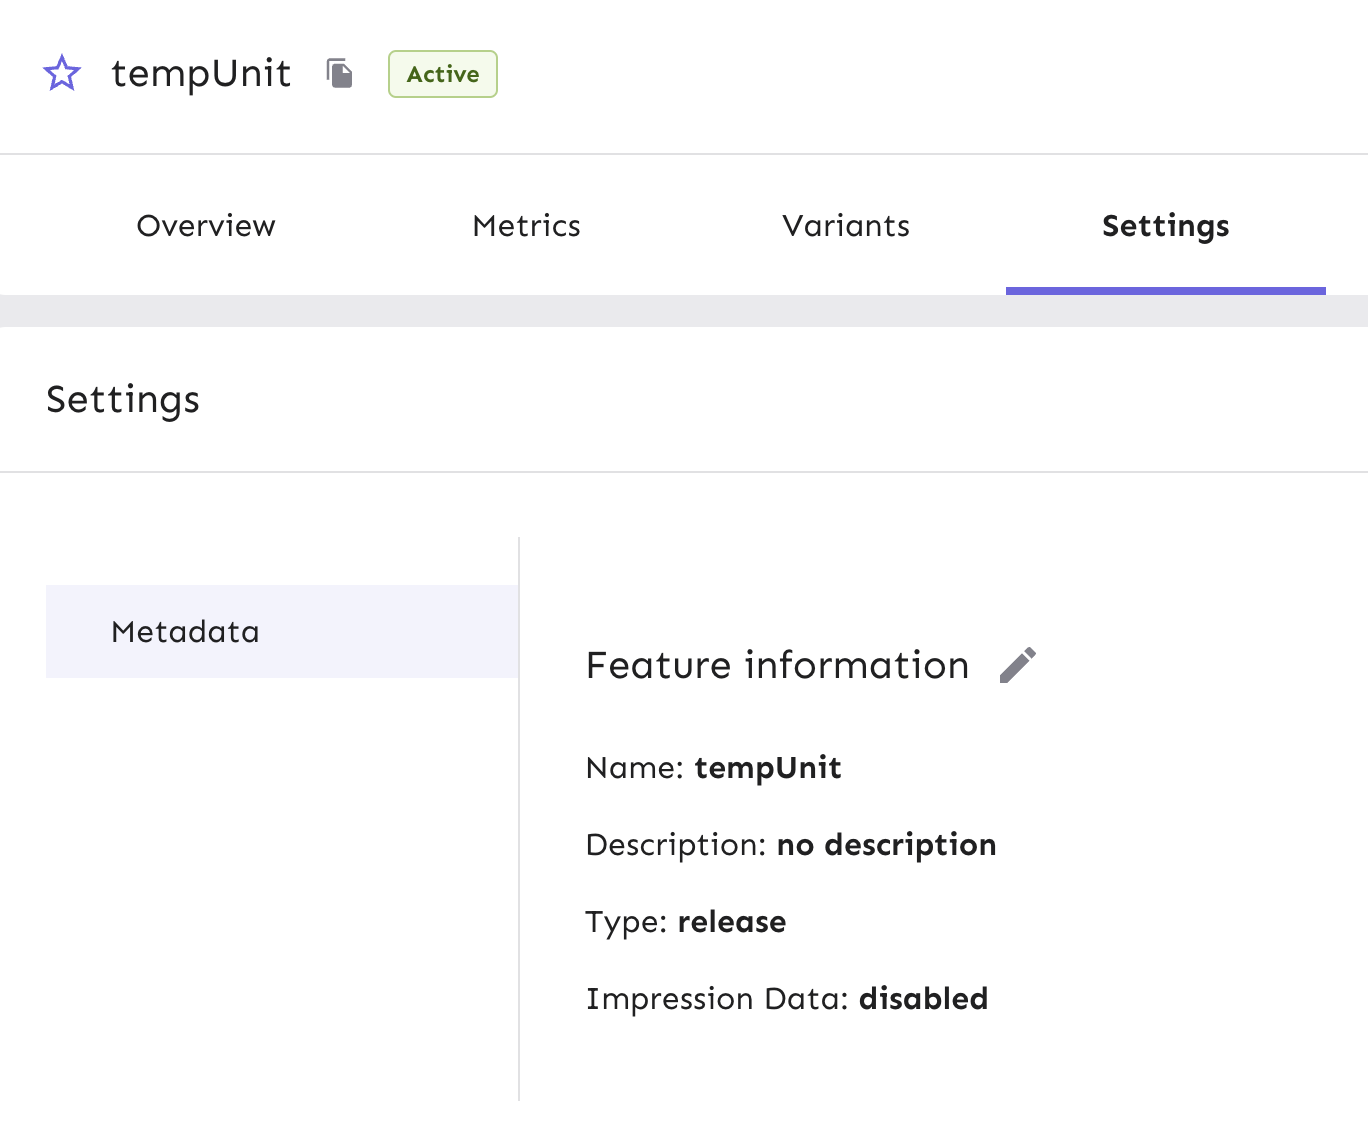 tempUnit Active
Overview Metrics Variants Settings
Settings
Metadata
Feature information
Name: tempUnit
Description: no description
Type: release
Impression Data: disabled